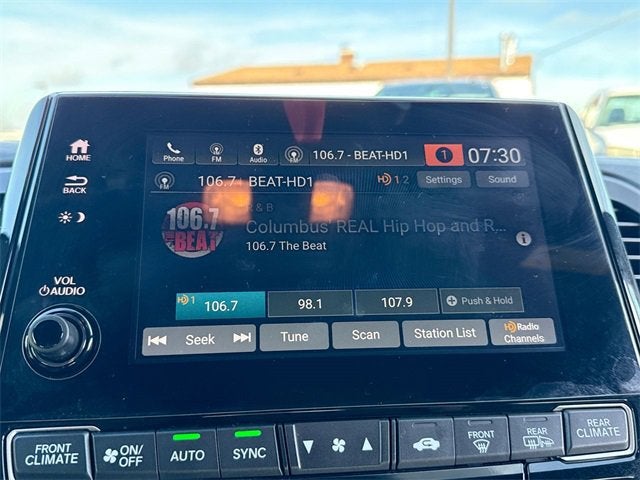 HOME
Phone FM Audio FM 106.7 - BEAT-HD1 1 07:30
BACK
FM 106.7 BEAT-HD1 HD 1 2 Settings Sound
106.7 THE BEAT
& B
Columbus' REAL Hip Hop and R...
106.7 The Beat
i
VOL
AUDIO
HD 1 106.7 98.1 107.9 Push & Hold
Seek Tune Scan Station List HD Radio Channels
FRONT CLIMATE ON/OFF AUTO SYNC FRONT REAR REAR CLIMATE